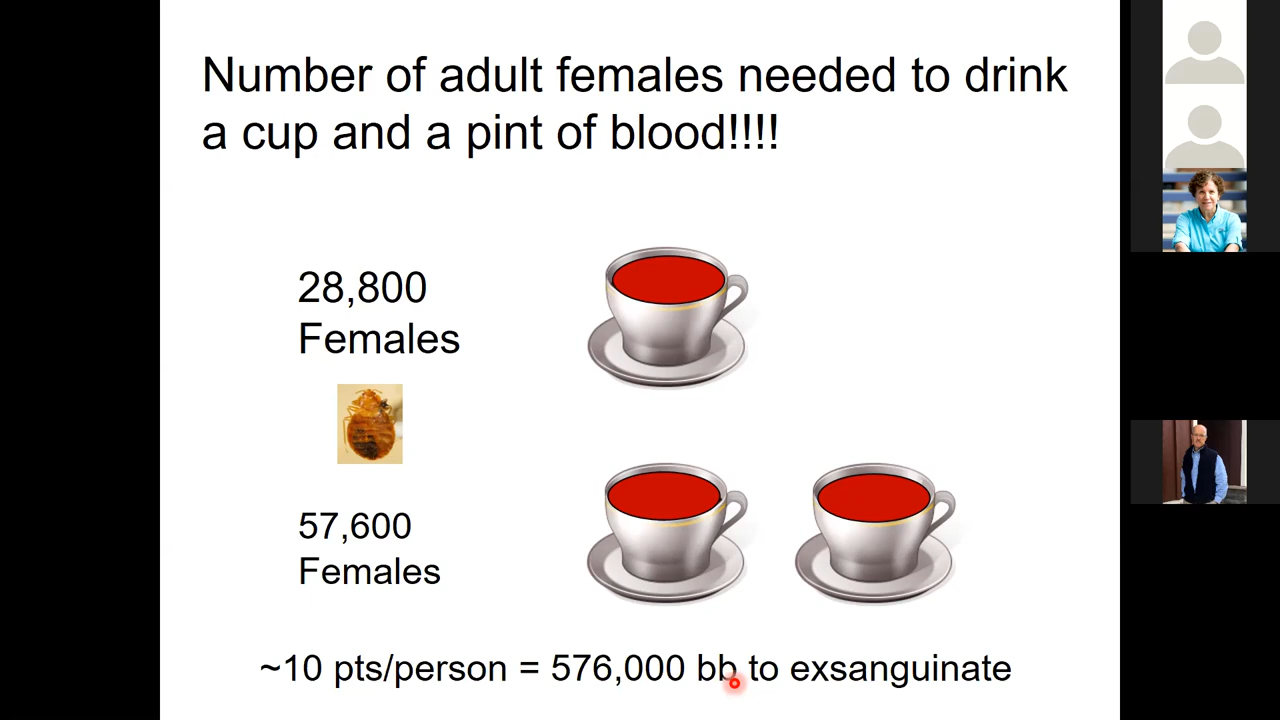 Number of adult females needed to drink
a cup and a pint of blood!!!!
28,800
Females
57,600
Females
~10 pts/person = 576,000 bb to exsanguinate